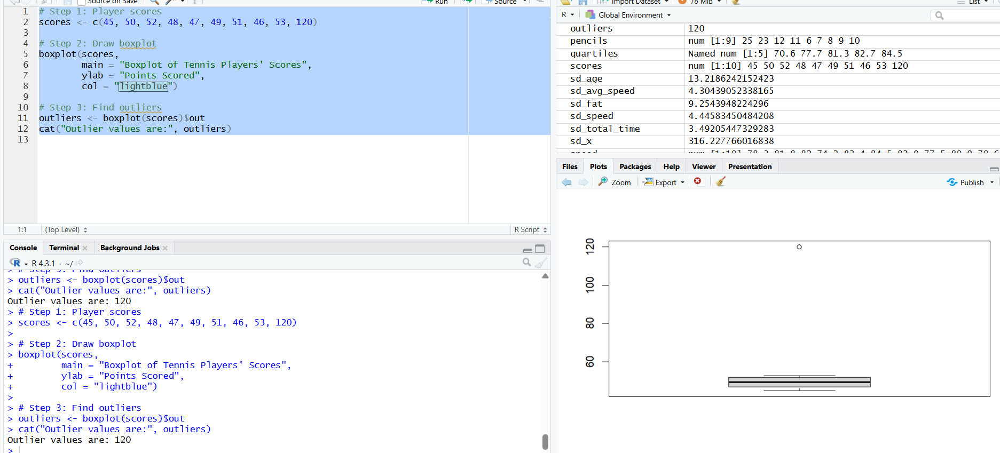 Source on Save
Run
Source
1 # Step 1: Player scores
2 scores <- c(45, 50, 52, 48, 47, 49, 51, 46, 53, 120)
3
4 # Step 2: Draw boxplot
5 boxplot(scores,
6 main = "Boxplot of Tennis Players' Scores",
7 ylab = "Points Scored",
8 col = "lightblue")
9
10 # Step 3: Find outliers
11 outliers <- boxplot(scores)$out
12 cat("Outlier values are:", outliers)
13
1:1 (Top Level) R Script
Console Terminal Background Jobs
R R 4.3.1 · ~/
> # Step 3: Find outliers
> outliers <- boxplot(scores)$out
> cat("Outlier values are:", outliers)
Outlier values are: 120
> # Step 1: Player scores
> scores <- c(45, 50, 52, 48, 47, 49, 51, 46, 53, 120)
>
> # Step 2: Draw boxplot
> boxplot(scores,
+ main = "Boxplot of Tennis Players' Scores",
+ ylab = "Points Scored",
+ col = "lightblue")
>
> # Step 3: Find outliers
> outliers <- boxplot(scores)$out
> cat("Outlier values are:", outliers)
Outlier values are: 120
>
Import Dataset 78 MiB List
R Global Environment
outliers 120
pencils num [1:9] 25 23 12 11 6 7 8 9 10
quartiles Named num [1:5] 70.6 77.7 81.3 82.7 84.5
scores num [1:10] 45 50 52 48 47 49 51 46 53 120
sd_age 13.2186242152423
sd_avg_speed 4.30439052338165
sd_fat 9.2543948224296
sd_speed 4.44583450484208
sd_total_time 3.49205447329283
sd_x 316.227766016838
Files Plots Packages Help Viewer Presentation
Zoom Export Publish
120
100
80
60